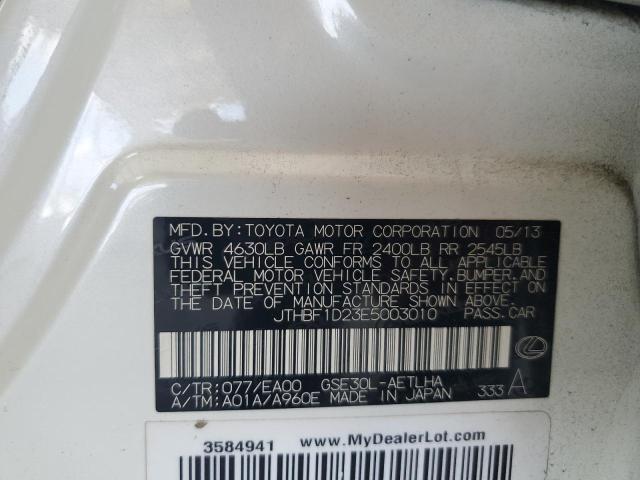 MFD. BY: TOYOTA MOTOR CORPORATION 05/13
GVWR 4630LB GAWR FR 2400LB RR 2545LB
THIS VEHICLE CONFORMS TO ALL APPLICABLE
FEDERAL MOTOR VEHICLE SAFETY, BUMPER, AND
THEFT PREVENTION STANDARDS IN EFFECT ON
THE DATE OF MANUFACTURE SHOWN ABOVE.
JTHBF1D23E5003010 PASS. CAR
C/TR: 077/EA00 GSE30L-AETLHA
A/TM: A01A/A960E MADE IN JAPAN 333 A
3584941 www.MyDealerLot.com